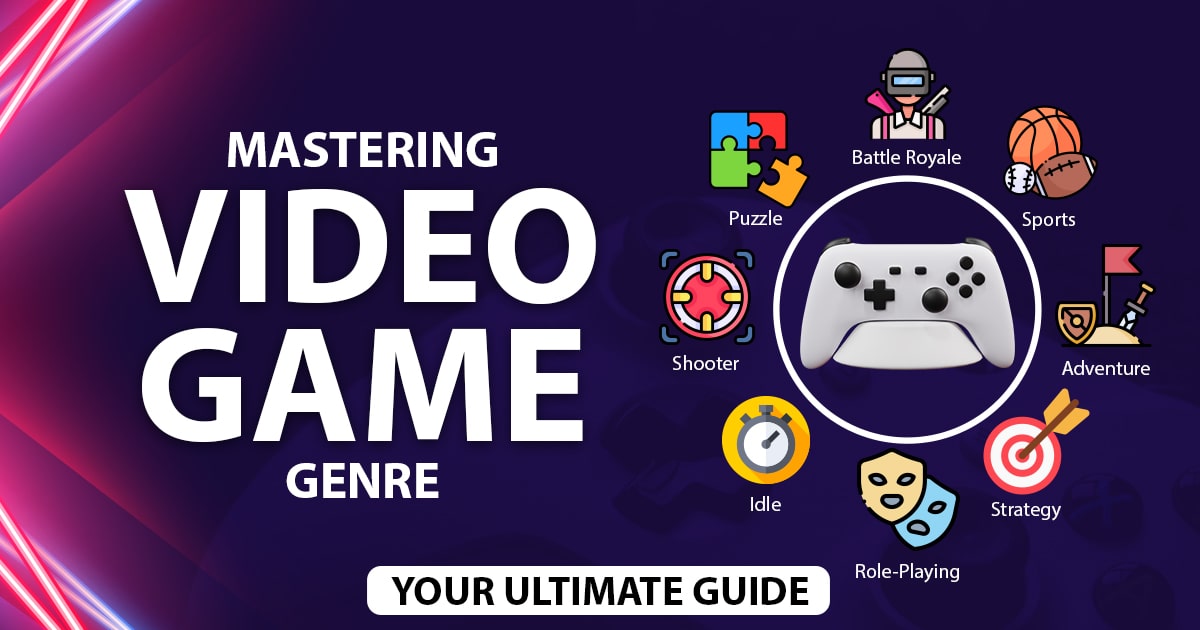 MASTERING
VIDEO
GAME
GENRE
Battle Royale
Puzzle
Sports
Shooter
Adventure
Idle
Strategy
Role-Playing
YOUR ULTIMATE GUIDE